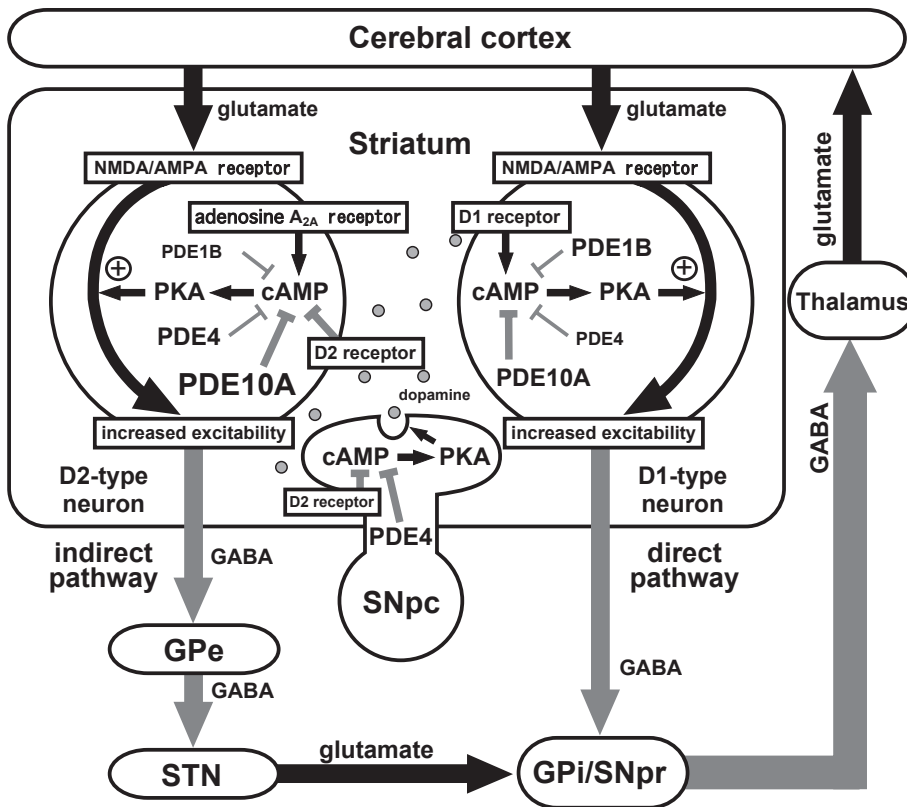 Cerebral cortex
glutamate
glutamate
Striatum
NMDA/AMPA receptor
NMDA/AMPA receptor
adenosine A2A receptor
D1 receptor
PDE1B
PDE1B
+
+
PKA
cAMP
cAMP
PKA
PDE4
PDE4
D2 receptor
PDE10A
PDE10A
dopamine
increased excitability
increased excitability
cAMP
PKA
D2-type
neuron
D2 receptor
D1-type
neuron
PDE4
indirect
pathway
GABA
direct
pathway
SNpc
GPe
GABA
GABA
STN
glutamate
GPi/SNpr
GABA
Thalamus
glutamate